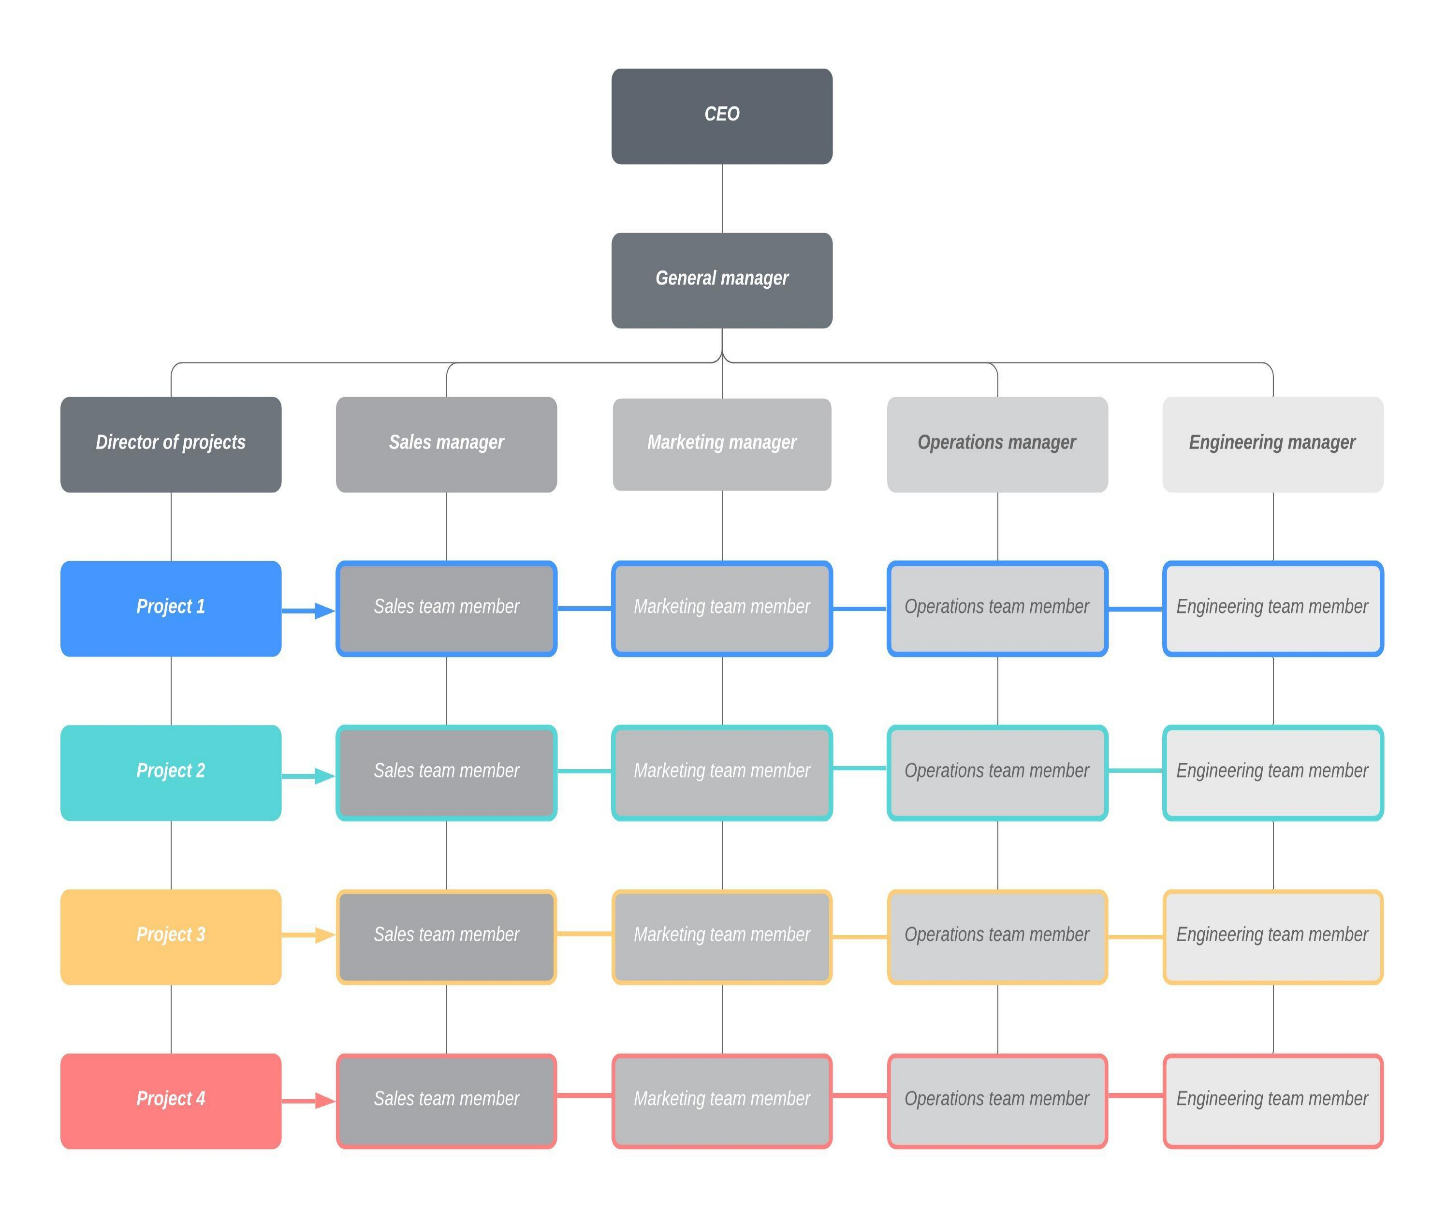 CEO
General manager
Director of projects
Sales manager
Marketing manager
Operations manager
Engineering manager
Project 1
Sales team member
Marketing team member
Operations team member
Engineering team member
Project 2
Sales team member
Marketing team member
Operations team member
Engineering team member
Project 3
Sales team member
Marketing team member
Operations team member
Engineering team member
Project 4
Sales team member
Marketing team member
Operations team member
Engineering team member